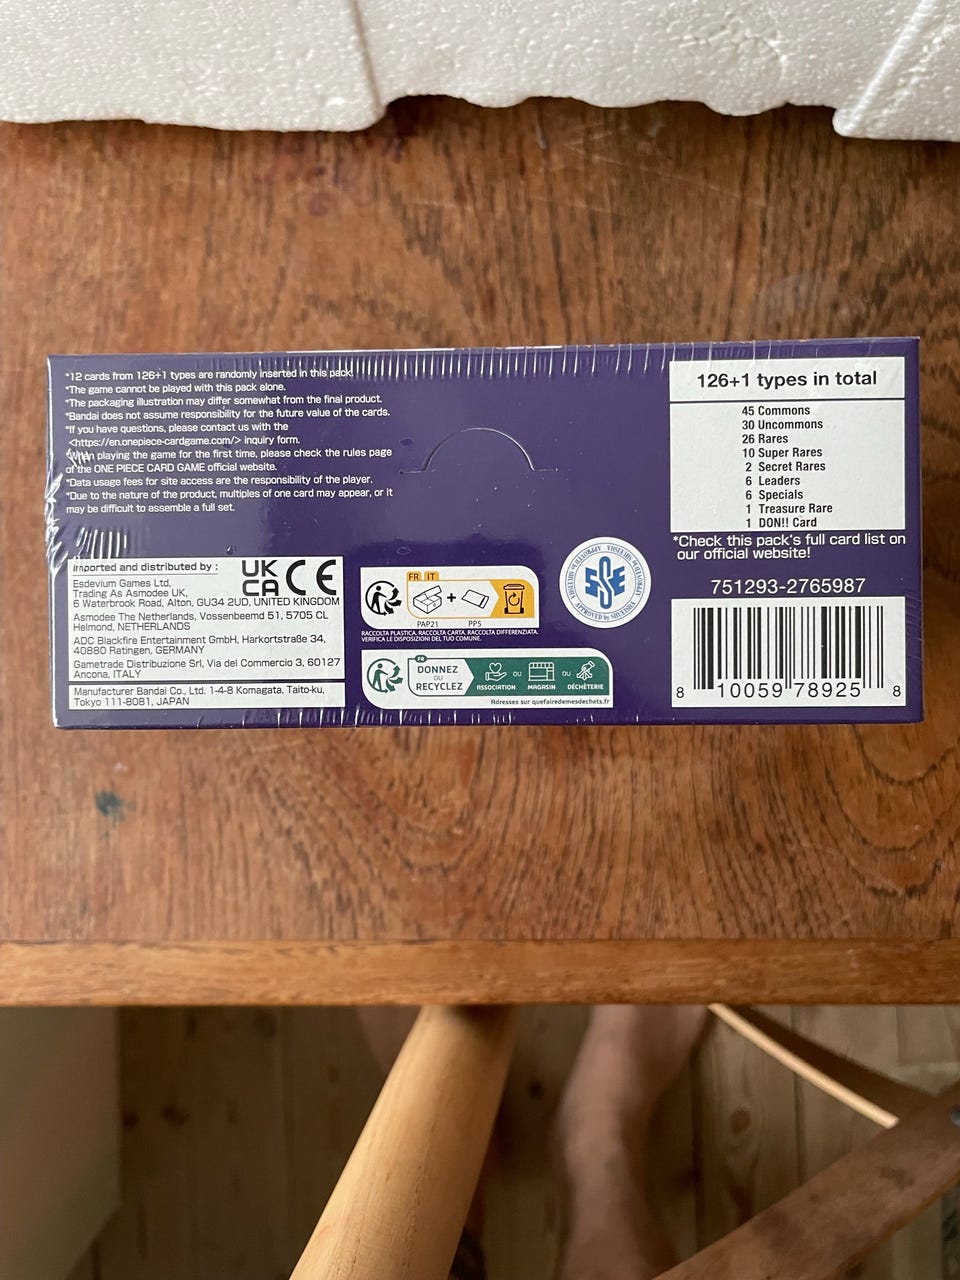 *12 cards from 126+1 types are randomly inserted in this pack.
*The game cannot be played with this pack alone.
*The packaging illustration may differ somewhat from the final product.
*Bandai does not assume responsibility for the future value of the cards.
*If you have questions, please contact us with the
<https://en.onepiece-cardgame.com/> inquiry form.
*When playing the game for the first time, please check the rules page
of the ONE PIECE CARD GAME official website.
*Data usage fees for site access are the responsibility of the player.
*Due to the nature of the product, multiples of one card may appear, or it
may be difficult to assemble a full set.
Imported and distributed by :
UK
CA CE
Esdevium Games Ltd,
Trading As Asmodee UK,
6 Waterbrook Road, Alton, GU34 2UD, UNITED KINGDOM
Asmodee The Netherlands, Vossenbeemd 51, 5705 CL
Helmond, NETHERLANDS
ADC Blackfire Entertainment GmbH, Harkortstraße 34,
40880 Ratingen, GERMANY
Gametrade Distribuzione Srl, Via del Commercio 3, 60127
Ancona, ITALY
Manufacturer Bandai Co., Ltd. 1-4-8 Komagata, Taito-ku,
Tokyo 111-8081, JAPAN
FR IT
+
PAP21 PP5
RACCOLTA PLASTICA. RACCOLTA CARTA. RACCOLTA DIFFERENZIATA.
VERIFICA LE DISPOSIZIONI DEL TUO COMUNE.
FR
DONNEZ
OU
RECYCLEZ
ASSOCIATION OU MAGASIN OU DÉCHÈTERIE
Adresses sur quefairedemesdechets.fr
APPROVED by SHUEISHA
126+1 types in total
45 Commons
30 Uncommons
26 Rares
10 Super Rares
2 Secret Rares
6 Leaders
6 Specials
1 Treasure Rare
1 DON!! Card
*Check this pack's full card list on
our official website!
751293-2765987
8 10059 78925 8